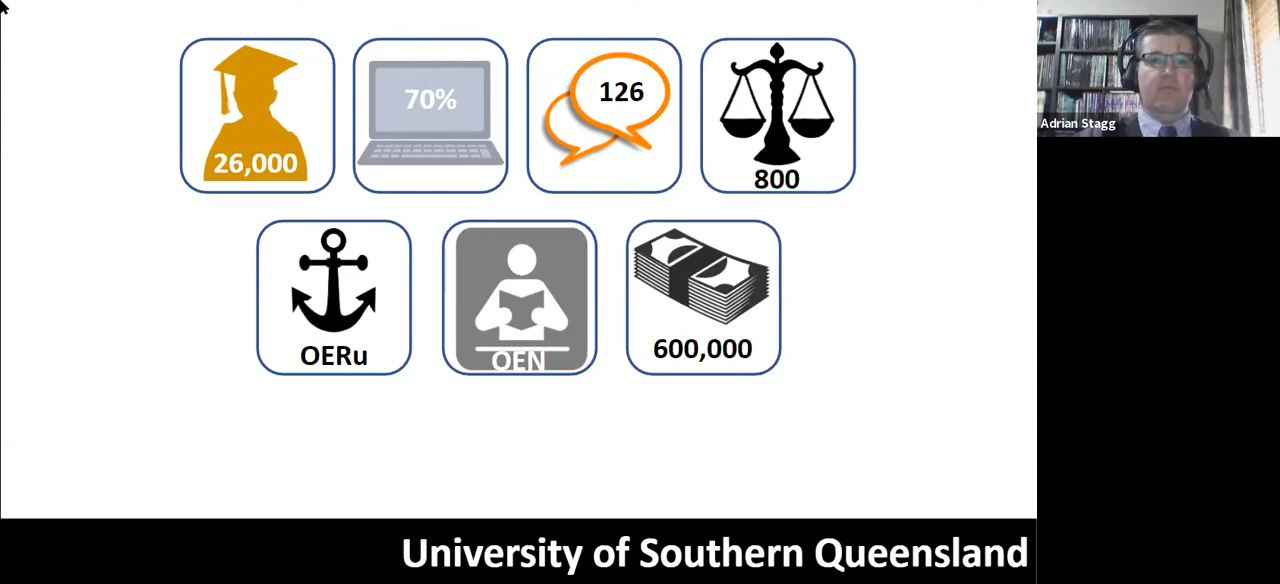 26,000
70%
126
800
Adrian Stagg
OERu
OEN
600,000
University of Southern Queensland